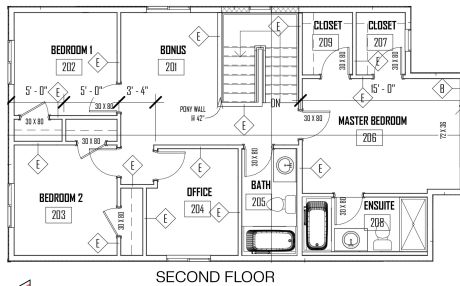 BEDROOM 1
202
BONUS
201
CLOSET
209
CLOSET
207
5' - 0"
5' - 0"
3' - 4"
15' - 0"
30 X 80
30 X 80
30 X 80
30 X 80
30 X 80
PONY WALL
H 42"
DN
30 X 80
MASTER BEDROOM
206
72 X 36
30 X 80
BEDROOM 2
203
OFFICE
204
BATH
205
30 X 80
30 X 80
ENSUITE
208
E
E
E
E
E
B
E
E
E
E
E
E
E
E
SECOND FLOOR